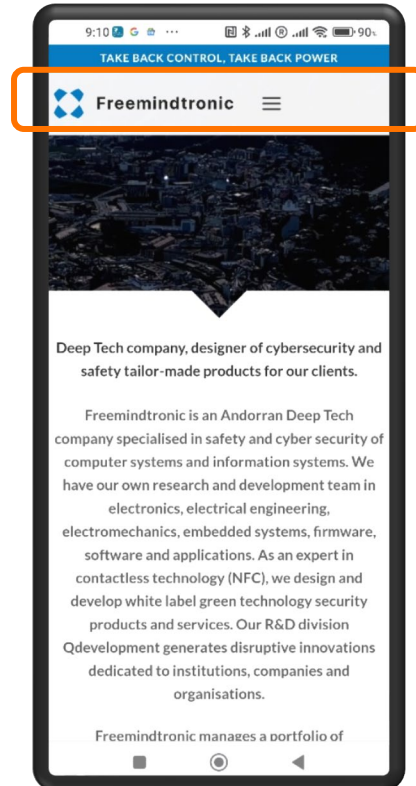 9:10 G ... 90%
TAKE BACK CONTROL, TAKE BACK POWER
Freemindtronic
Deep Tech company, designer of cybersecurity and
safety tailor-made products for our clients.
Freemindtronic is an Andorran Deep Tech
company specialised in safety and cyber security of
computer systems and information systems. We
have our own research and development team in
electronics, electrical engineering,
electromechanics, embedded systems, firmware,
software and applications. As an expert in
contactless technology (NFC), we design and
develop white label green technology security
products and services. Our R&D division
Qdevelopment generates disruptive innovations
dedicated to institutions, companies and
organisations.
Freemindtronic manages a portfolio of